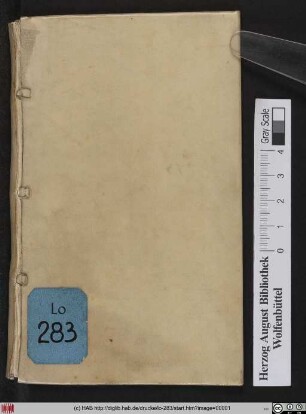 Lo
283
Gray Scale
0 1 2 3 4
Herzog August Bibliothek
Wolfenbüttel
(c) HAB http://diglib.hab.de/drucke/lo-283/start.htm?image=00001